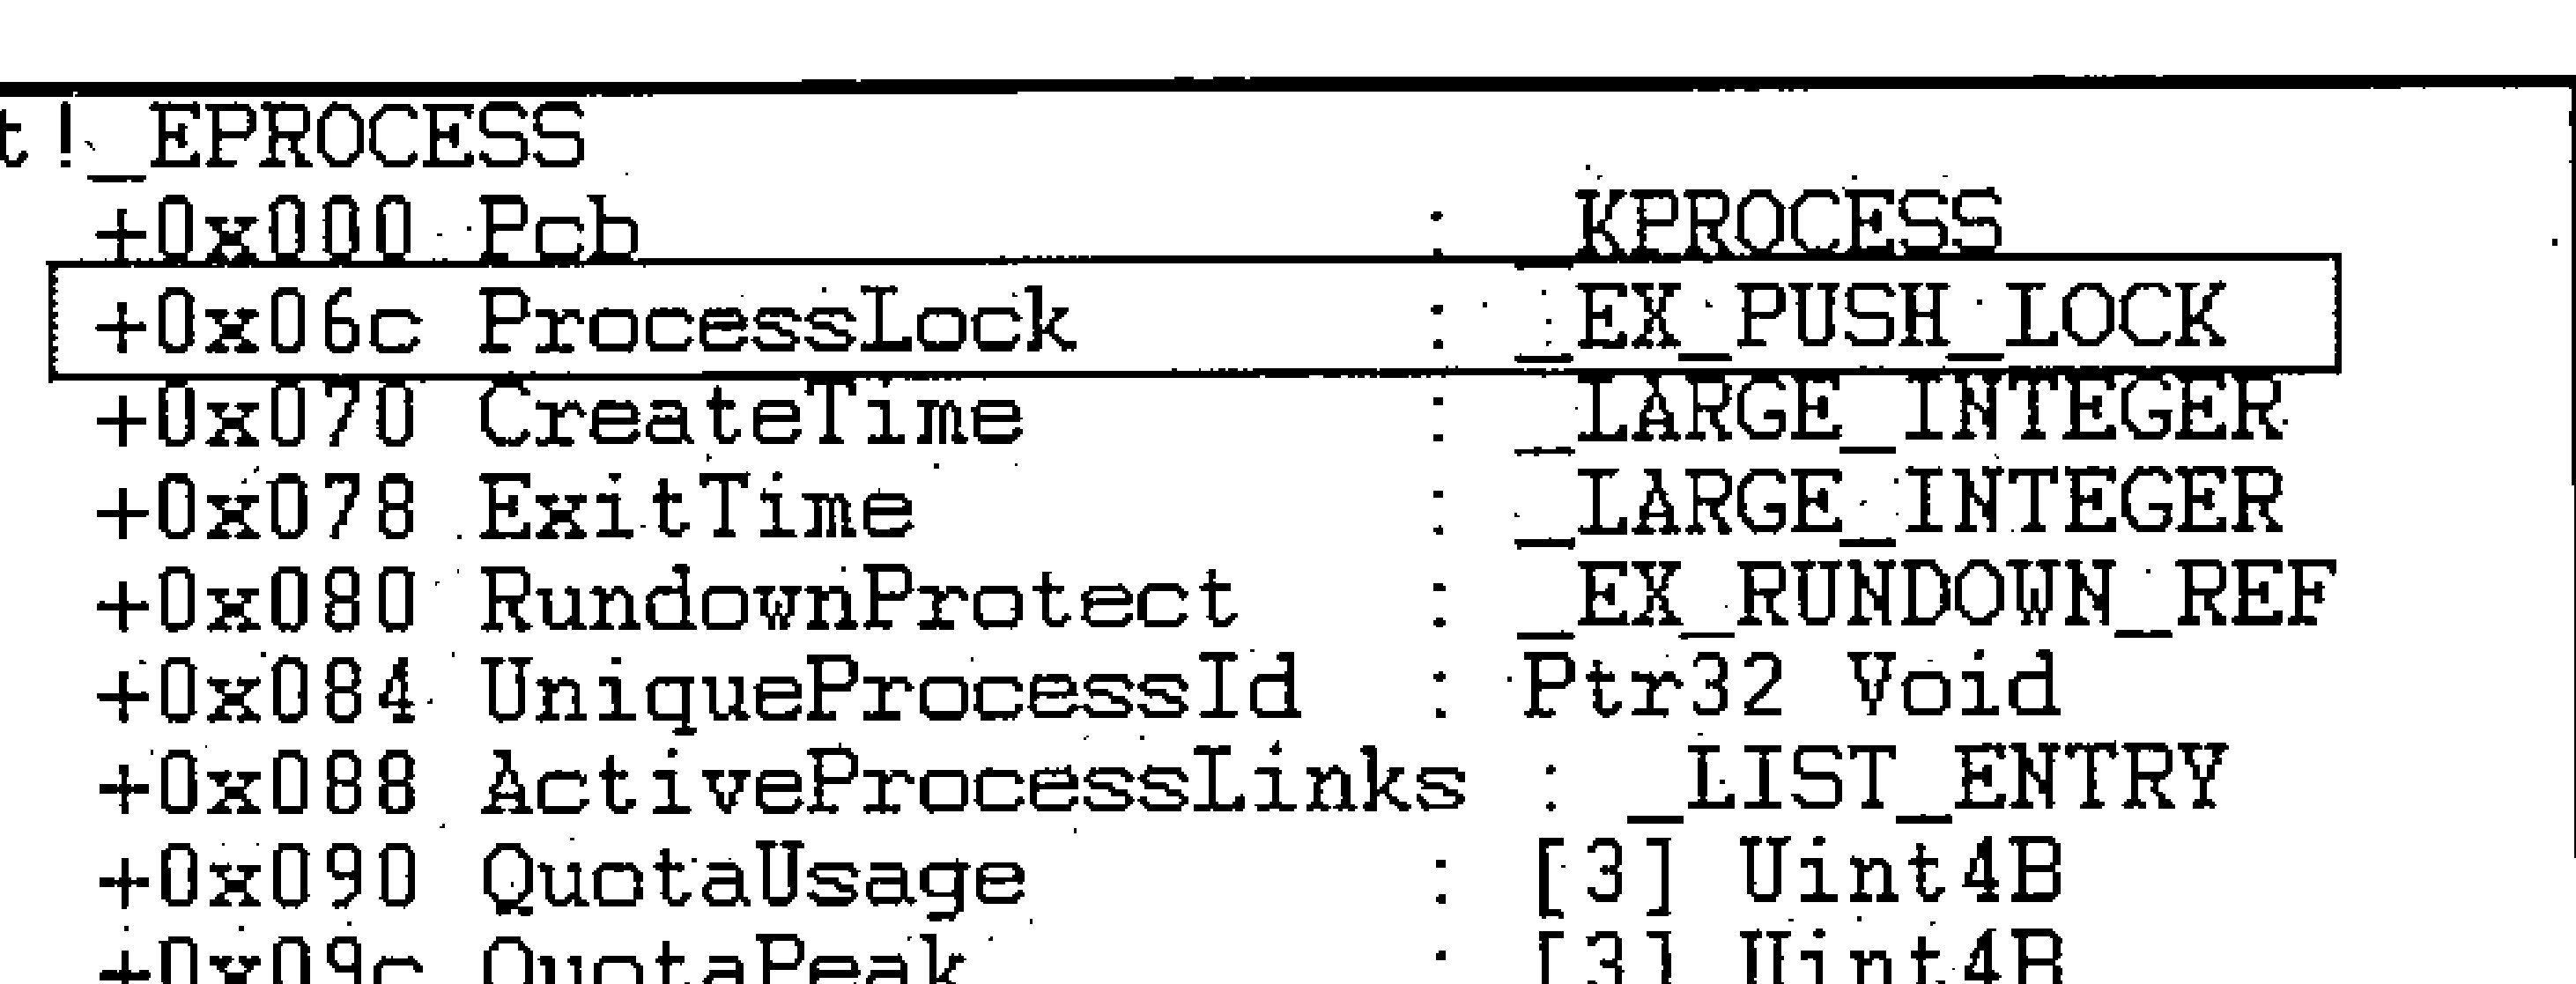 t!_EPROCESS
+0x000 Pcb : _KPROCESS
+0x06c ProcessLock : _EX_PUSH_LOCK
+0x070 CreateTime : _LARGE_INTEGER
+0x078 ExitTime : _LARGE_INTEGER
+0x080 RundownProtect : _EX_RUNDOWN_REF
+0x084 UniqueProcessId : Ptr32 Void
+0x088 ActiveProcessLinks : _LIST_ENTRY
+0x090 QuotaUsage : [3] Uint4B
+0x09c QuotaPeak : [3] Uint4B